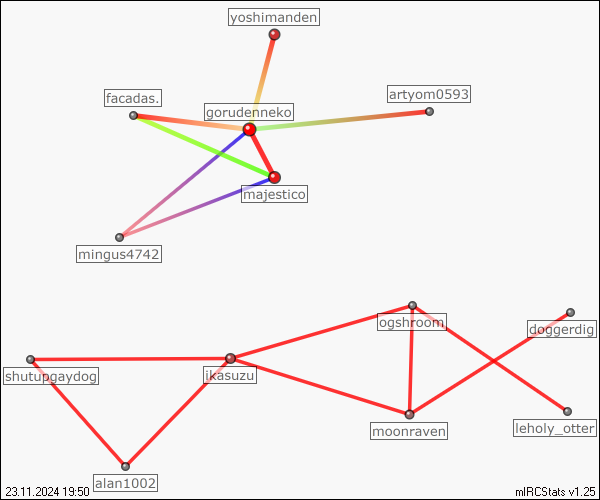 yoshimanden
facadas.
artyom0593
gorudenneko
majestico
mingus4742
ogshroom
doggerdig
shutupgaydog
ikasuzu
moonraven
leholy_otter
alan1002
23.11.2024 19:50
mIRCStats v1.25